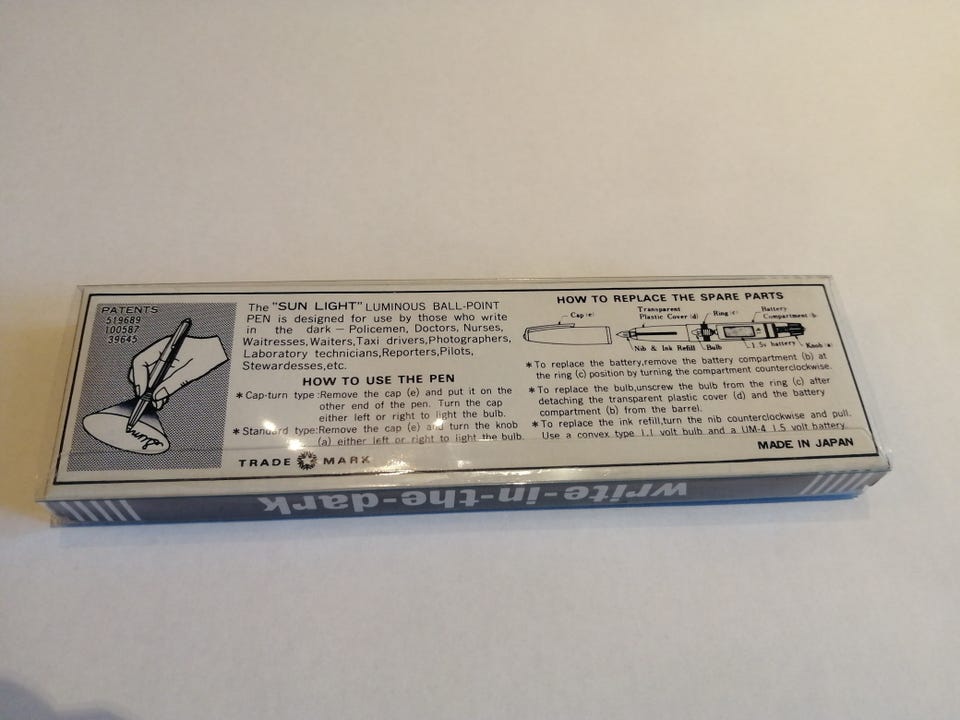 PATENTS
519689
100587
39645
The "SUN LIGHT" LUMINOUS BALL-POINT
PEN is designed for use by those who write
in the dark – Policemen, Doctors, Nurses,
Waitresses,Waiters,Taxi drivers,Photographers,
Laboratory technicians,Reporters,Pilots,
Stewardesses,etc.
HOW TO USE THE PEN
*Cap-turn type:Remove the cap (e) and put it on the
other end of the pen. Turn the cap
either left or right to light the bulb.
*Standard type:Remove the cap (e) and turn the knob
(a) either left or right to light the bulb.
TRADE MARK
HOW TO REPLACE THE SPARE PARTS
Cap (e)
Transparent
Plastic Cover (d)
Ring (c)
Battery
Compartment (b)
Nib & Ink Refill
Bulb
1.5v battery
Knob (a)
*To replace the battery,remove the battery compartment (b) at
the ring (c) position by turning the compartment counterclockwise.
*To replace the bulb,unscrew the bulb from the ring (c) after
detaching the transparent plastic cover (d) and the battery
compartment (b) from the barrel.
*To replace the ink refill,turn the nib counterclockwise and pull.
Use a convex type 1.1 volt bulb and a UM-4 1.5 volt battery.
MADE IN JAPAN
write-in-the-dark